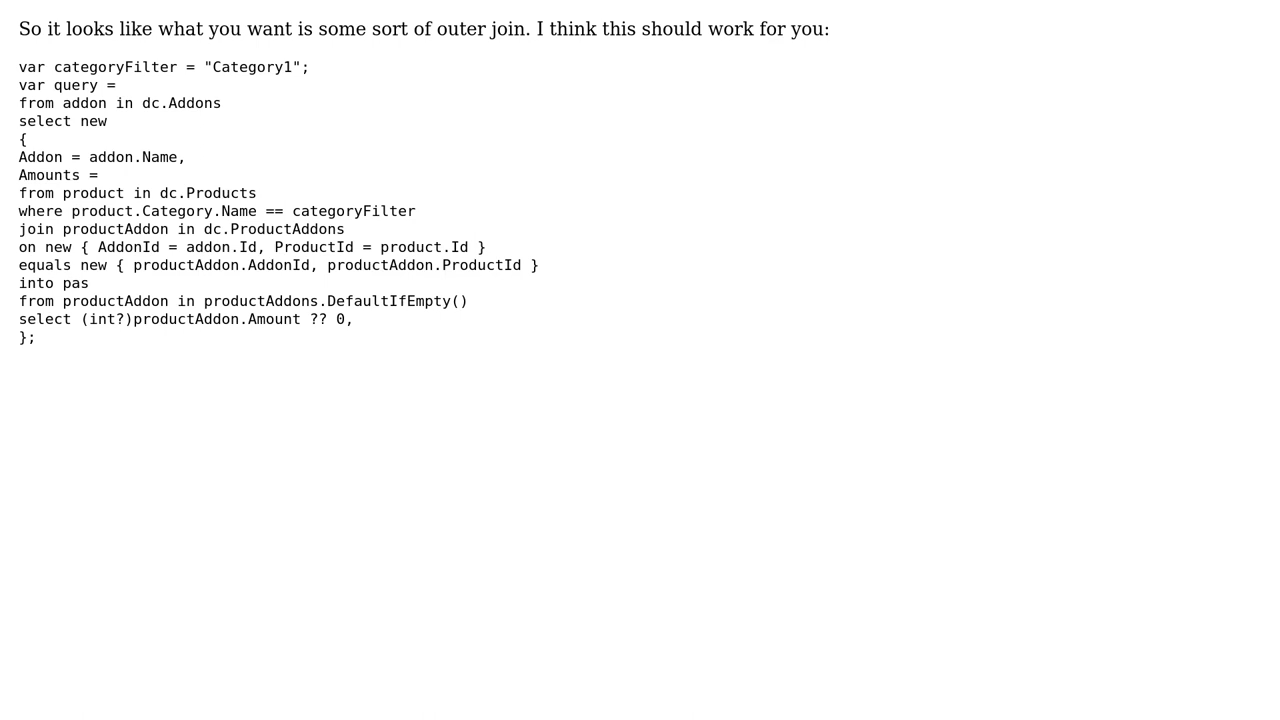 So it looks like what you want is some sort of outer join. I think this should work for you:
var categoryFilter = "Category1";
var query =
from addon in dc.Addons
select new
{
Addon = addon.Name,
Amounts =
from product in dc.Products
where product.Category.Name == categoryFilter
join productAddon in dc.ProductAddons
on new { AddonId = addon.Id, ProductId = product.Id }
equals new { productAddon.AddonId, productAddon.ProductId }
into pas
from productAddon in productAddons.DefaultIfEmpty()
select (int?)productAddon.Amount ?? 0,
};